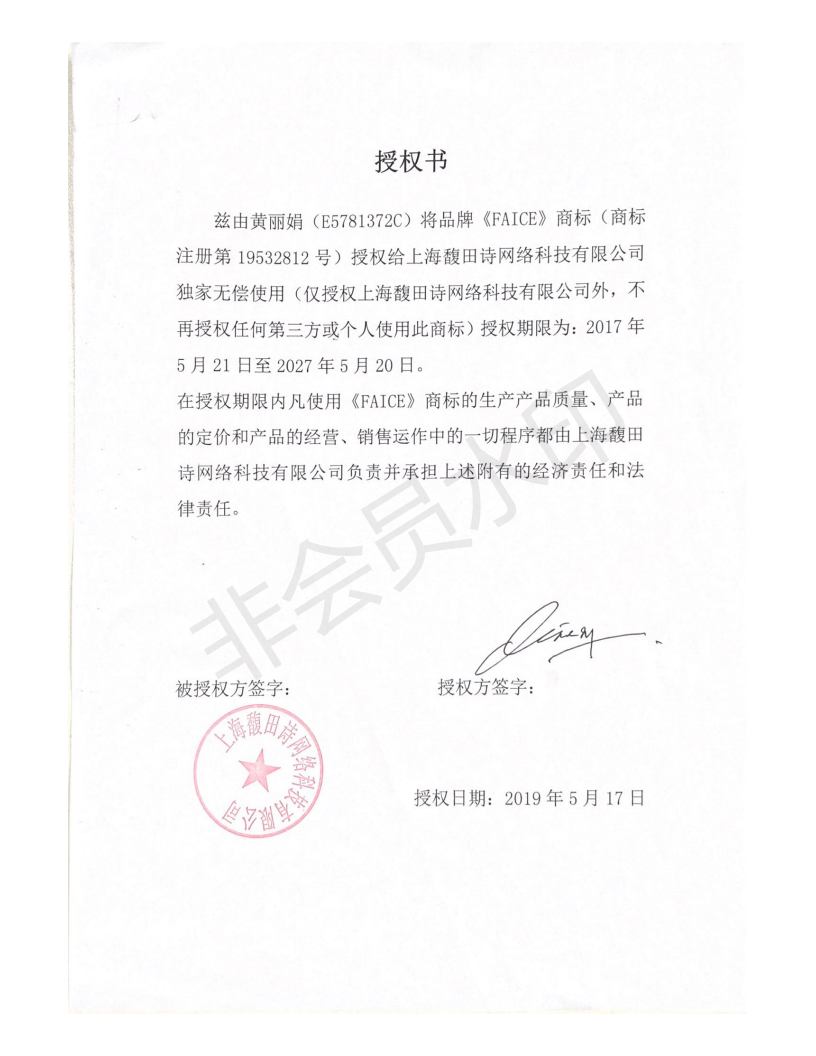 授权书
兹由黄丽娟（E5781372C）将品牌《FAICE》商标（商标
注册第 19532812 号）授权给上海馥田诗网络科技有限公司
独家无偿使用（仅授权上海馥田诗网络科技有限公司外，不
再授权任何第三方或个人使用此商标）授权期限为：2017 年
5 月 21 日至 2027 年 5 月 20 日。
在授权期限内凡使用《FAICE》商标的生产产品质量、产品
的定价和产品的经营、销售运作中的一切程序都由上海馥田
诗网络科技有限公司负责并承担上述附有的经济责任和法
律责任。
非会员水印
被授权方签字：
授权方签字：
上海馥田诗网络科技有限公司
授权日期：2019 年 5 月 17 日